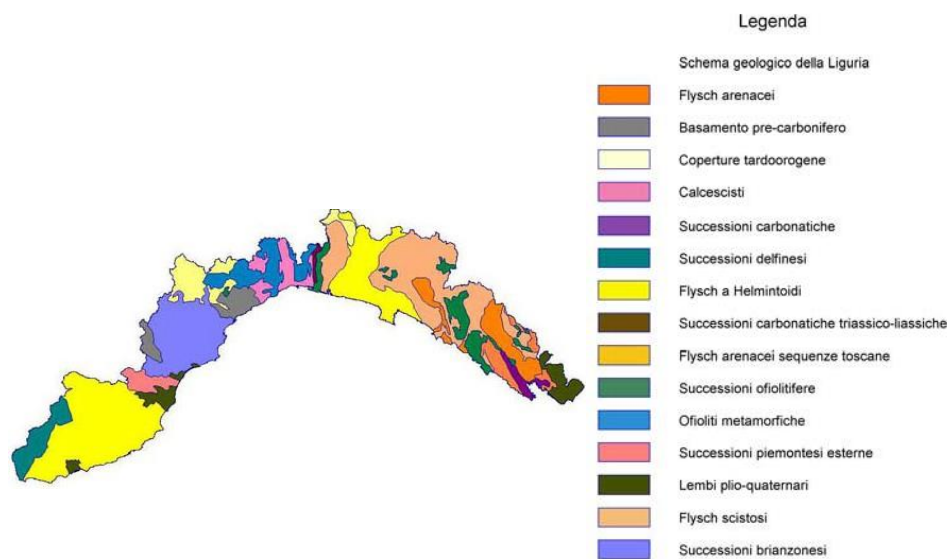 Legenda
Schema geologico della Liguria
Flysch arenacei
Basamento pre-carbonifero
Coperture tardoorogene
Calcescisti
Successioni carbonatiche
Successioni delfinesi
Flysch a Helmintoidi
Successioni carbonatiche triassico-liassiche
Flysch arenacei sequenze toscane
Successioni ofiolitifere
Ofioliti metamorfiche
Successioni piemontesi esterne
Lembi plio-quaternari
Flysch scistosi
Successioni brianzonesi